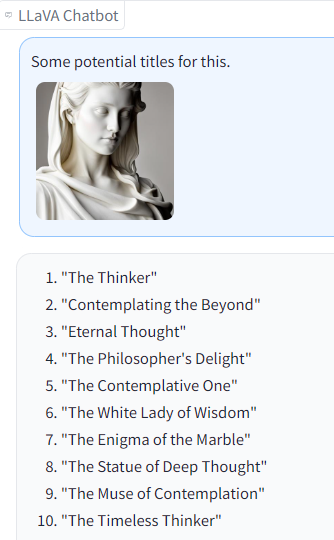 LLaVA Chatbot
Some potential titles for this.
1. "The Thinker"
2. "Contemplating the Beyond"
3. "Eternal Thought"
4. "The Philosopher's Delight"
5. "The Contemplative One"
6. "The White Lady of Wisdom"
7. "The Enigma of the Marble"
8. "The Statue of Deep Thought"
9. "The Muse of Contemplation"
10. "The Timeless Thinker"